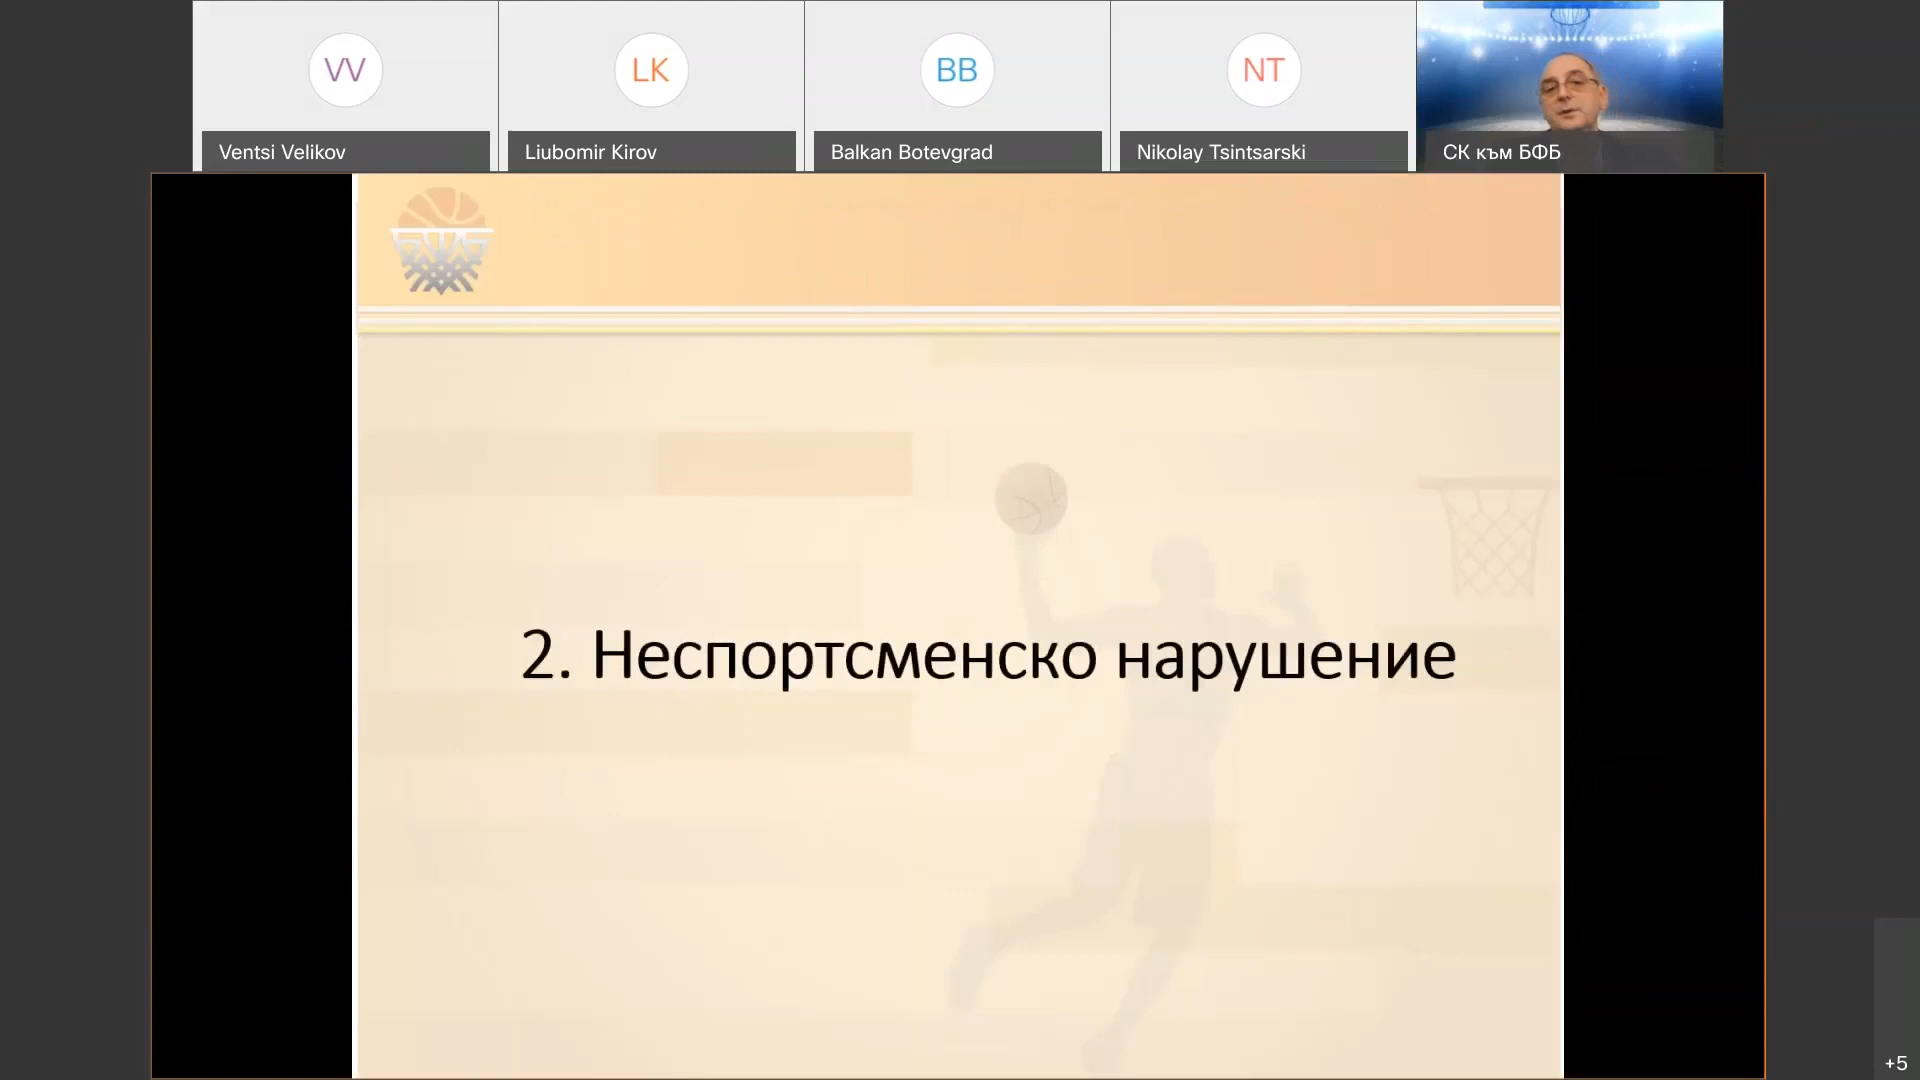 VV
LK
BB
NT
Ventsi Velikov
Liubomir Kirov
Balkan Botevgrad
Nikolay Tsintsarski
СК към БФБ
2. Неспортсменско нарушение
+5